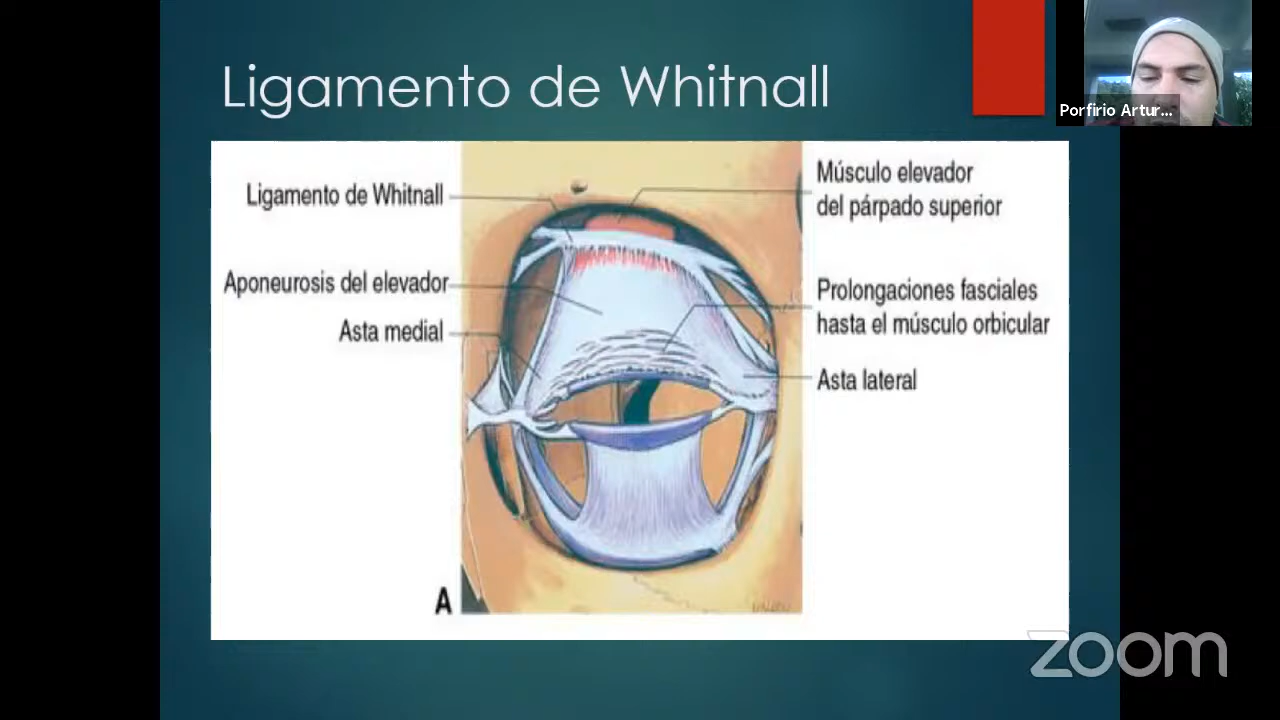 Ligamento de Whitnall
Porfirio Artur...
Ligamento de Whitnall
Aponeurosis del elevador
Asta medial
Músculo elevador
del párpado superior
Prolongaciones fasciales
hasta el músculo orbicular
Asta lateral
A
zoom